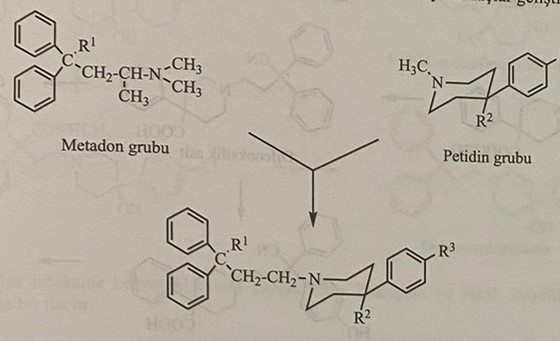 R¹
C
CH₂-CH-N
CH₃
CH₃
CH₃
Metadon grubu
H₃C
N
R²
Petidin grubu
R¹
C
CH₂-CH₂-N
R²
R³